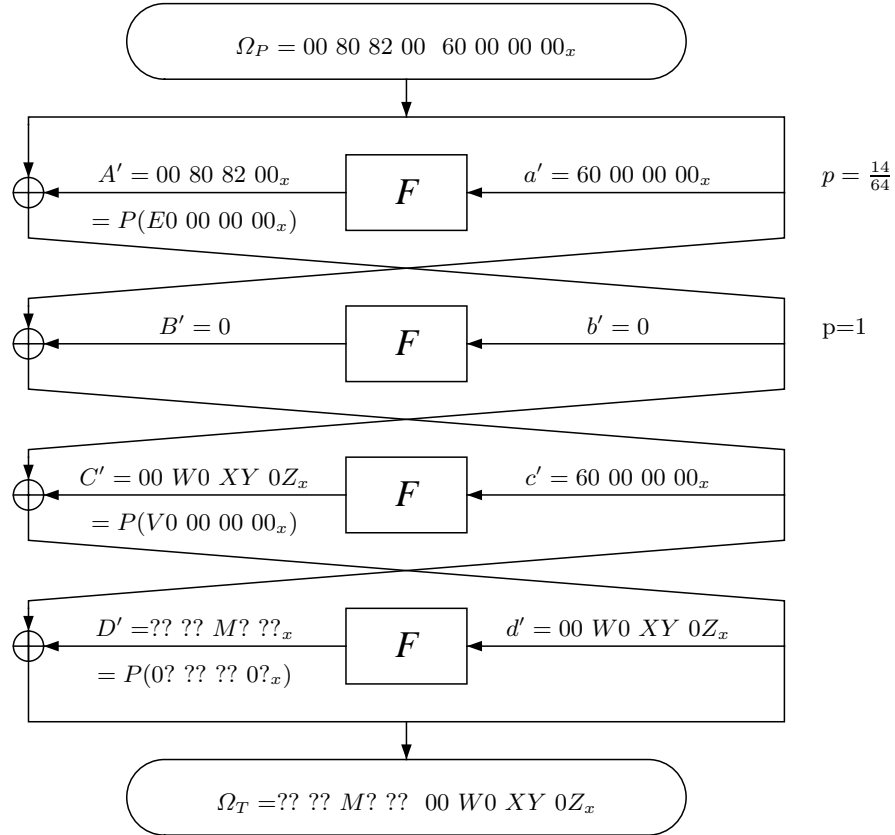 Ω_P = 00 80 82 00 60 00 00 00_x
A′ = 00 80 82 00_x F a′ = 60 00 00 00_x p = 14/64
= P(E0 00 00 00_x)
B′ = 0 F b′ = 0 p=1
C′ = 00 W0 XY 0Z_x F c′ = 60 00 00 00_x
= P(V0 00 00 00_x)
D′ =?? ?? M? ??_x F d′ = 00 W0 XY 0Z_x
= P(0? ?? ?? 0?_x)
Ω_T =?? ?? M? ?? 00 W0 XY 0Z_x